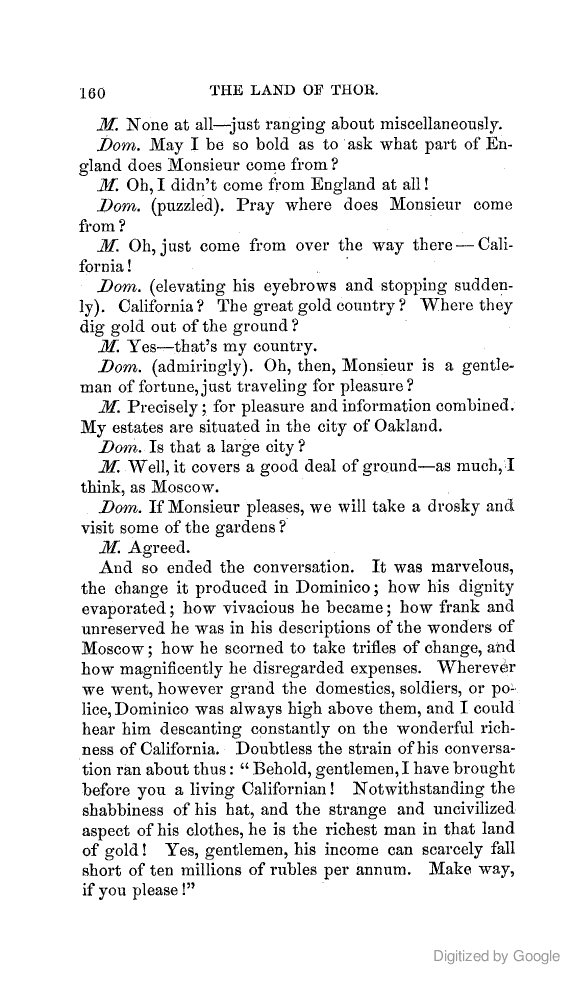 160 THE LAND OF THOR.
M. None at all—just ranging about miscellaneously.
Dom. May I be so bold as to ask what part of En-
gland does Monsieur come from?
M. Oh, I didn't come from England at all!
Dom. (puzzled). Pray where does Monsieur come
from?
M. Oh, just come from over the way there—Cali-
fornia!
Dom. (elevating his eyebrows and stopping sudden-
ly). California? The great gold country? Where they
dig gold out of the ground?
M. Yes—that's my country.
Dom. (admiringly). Oh, then, Monsieur is a gentle-
man of fortune, just traveling for pleasure?
M. Precisely; for pleasure and information combined.
My estates are situated in the city of Oakland.
Dom. Is that a large city?
M. Well, it covers a good deal of ground—as much, I
think, as Moscow.
Dom. If Monsieur pleases, we will take a drosky and
visit some of the gardens?
M. Agreed.
And so ended the conversation. It was marvelous,
the change it produced in Dominico; how his dignity
evaporated; how vivacious he became; how frank and
unreserved he was in his descriptions of the wonders of
Moscow; how he scorned to take trifles of change, and
how magnificently he disregarded expenses. Wherever
we went, however grand the domestics, soldiers, or po-
lice, Dominico was always high above them, and I could
hear him descanting constantly on the wonderful rich-
ness of California. Doubtless the strain of his conversa-
tion ran about thus: "Behold, gentlemen, I have brought
before you a living Californian! Notwithstanding the
shabbiness of his hat, and the strange and uncivilized
aspect of his clothes, he is the richest man in that land
of gold! Yes, gentlemen, his income can scarcely fall
short of ten millions of rubles per annum. Make way,
if you please!"
Digitized by Google